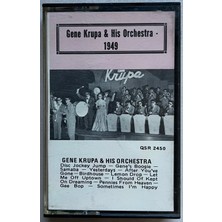 Gene Krupa & His Orchestra -
1949
Krupa
QSR 2450
GENE KRUPA & HIS ORCHESTRA
Disc Jockey Jump — Gene's Boogie —
Samaba — Yesterdays — After You've
Gone — Birdhouse — Lesson Drop — Let
Me Off Uptown — I Should Of Kept
On Dreaming — Pennies From Heaven —
Gee Bop — Sometimes I'm Happy